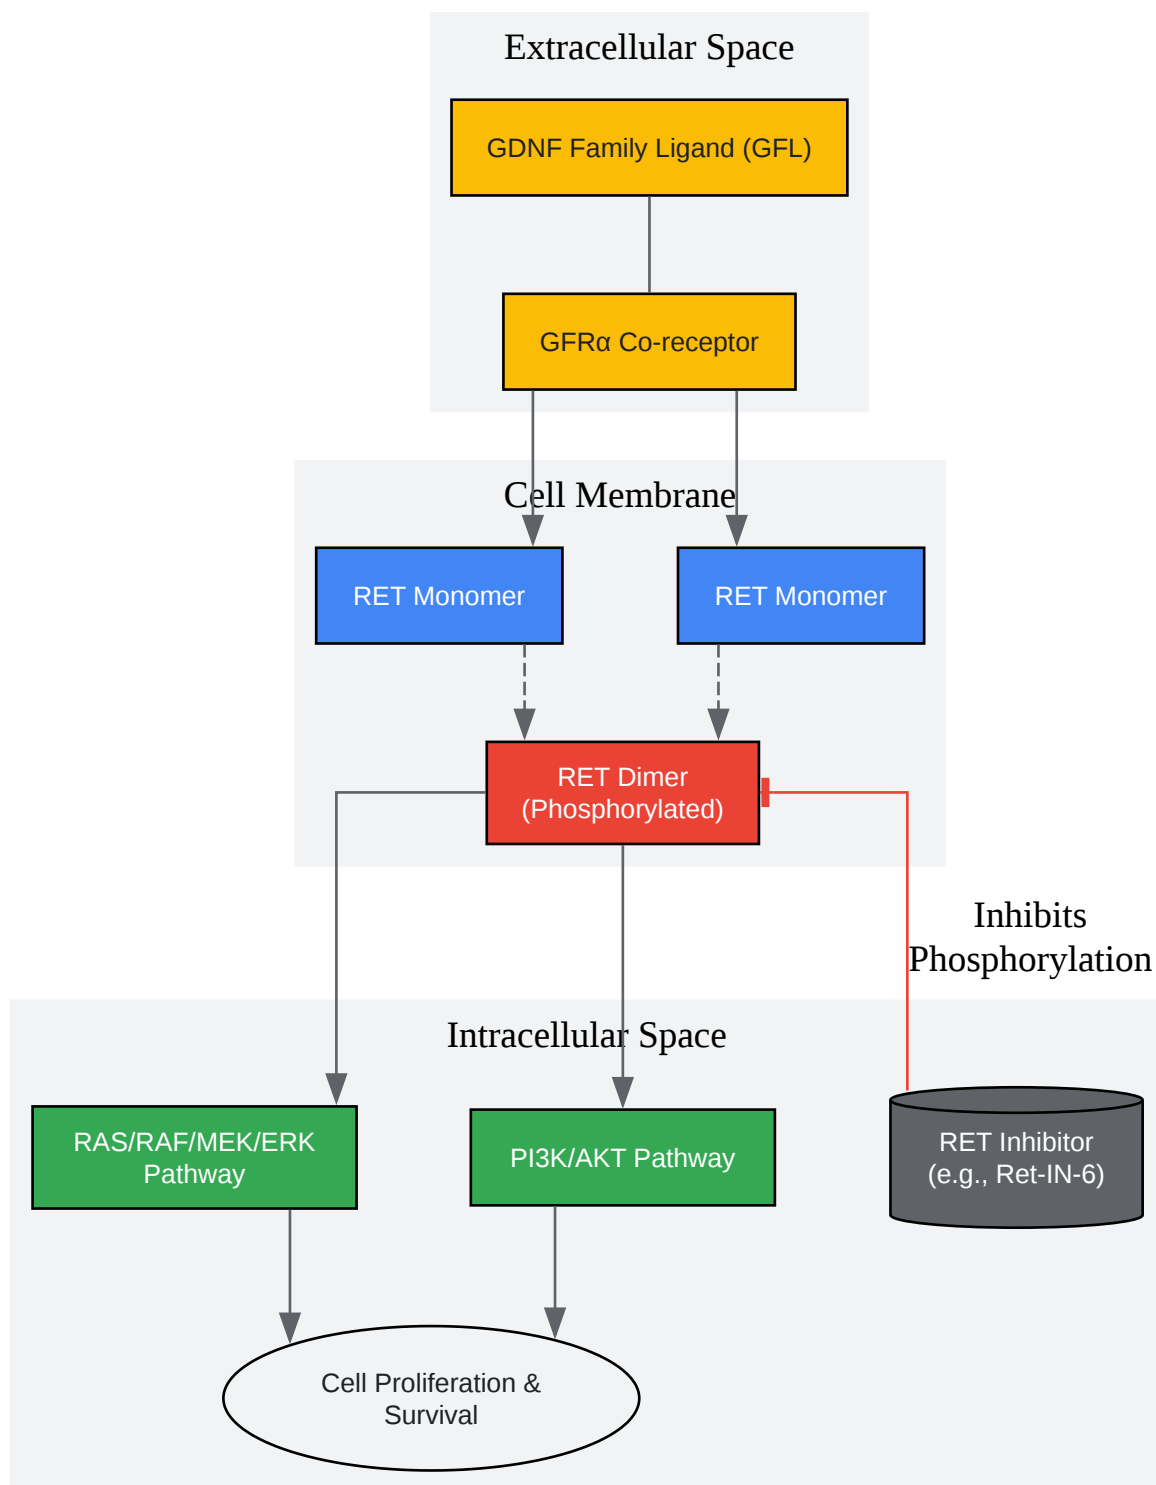 Extracellular Space
GDNF Family Ligand (GFL)
GFRα Co-receptor
Cell Membrane
RET Monomer
RET Monomer
RET Dimer
(Phosphorylated)
Inhibits
Phosphorylation
Intracellular Space
RAS/RAF/MEK/ERK
Pathway
PI3K/AKT Pathway
RET Inhibitor
(e.g., Ret-IN-6)
Cell Proliferation &
Survival